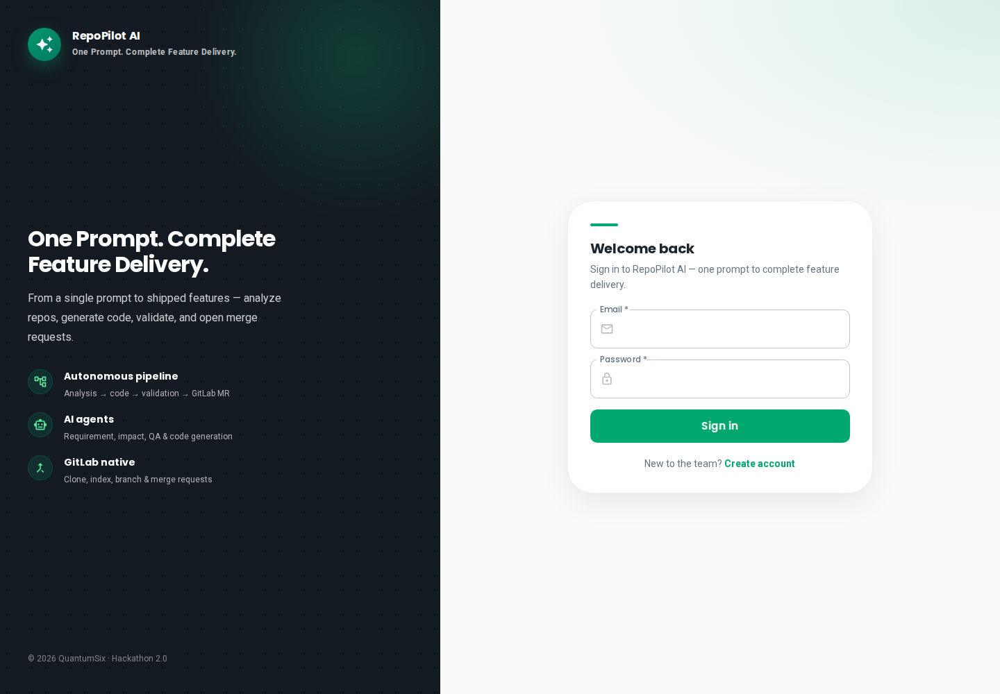 RepoPilot AI
One Prompt. Complete Feature Delivery.
One Prompt. Complete
Feature Delivery.
From a single prompt to shipped features — analyze
repos, generate code, validate, and open merge
requests.
Autonomous pipeline
Analysis → code → validation → GitLab MR
AI agents
Requirement, impact, QA & code generation
GitLab native
Clone, index, branch & merge requests
© 2026 QuantumSix · Hackathon 2.0
Welcome back
Sign in to RepoPilot AI — one prompt to complete feature
delivery.
Email *
Password *
Sign in
New to the team? Create account